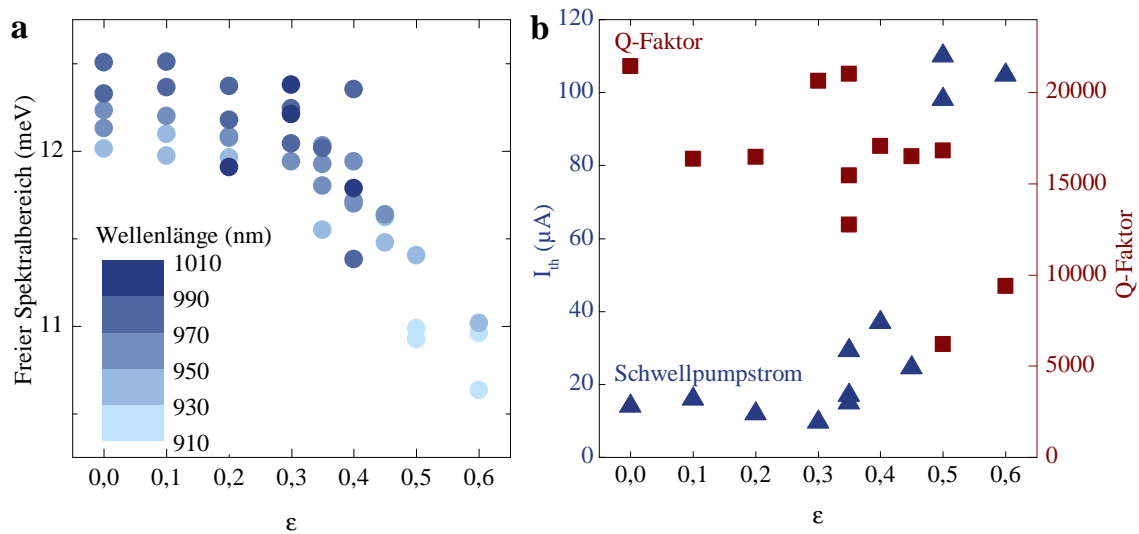 a
Freier Spektralbereich (meV)
12
11
Wellenlänge (nm)
1010
990
970
950
930
910
0,0 0,1 0,2 0,3 0,4 0,5 0,6
ε
b
I_th (μA)
120
100
80
60
40
20
0
Q-Faktor
Schwellpumpstrom
20000
15000
10000
5000
0
Q-Faktor
0,0 0,1 0,2 0,3 0,4 0,5 0,6
ε